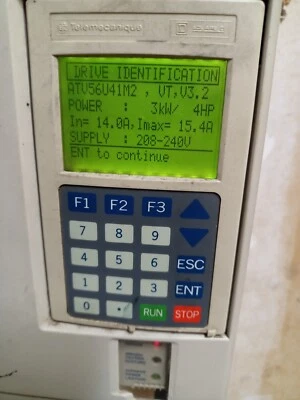 Telemecanique
DRIVE IDENTIFICATION
ATV56U41M2 , VT,V3.2
POWER : 3kW/ 4HP
In= 14.0A,Imax= 15.4A
SUPPLY : 208-240V
ENT to continue
F1 F2 F3
7 8 9
4 5 6 ESC
1 2 3 ENT
0 . RUN STOP